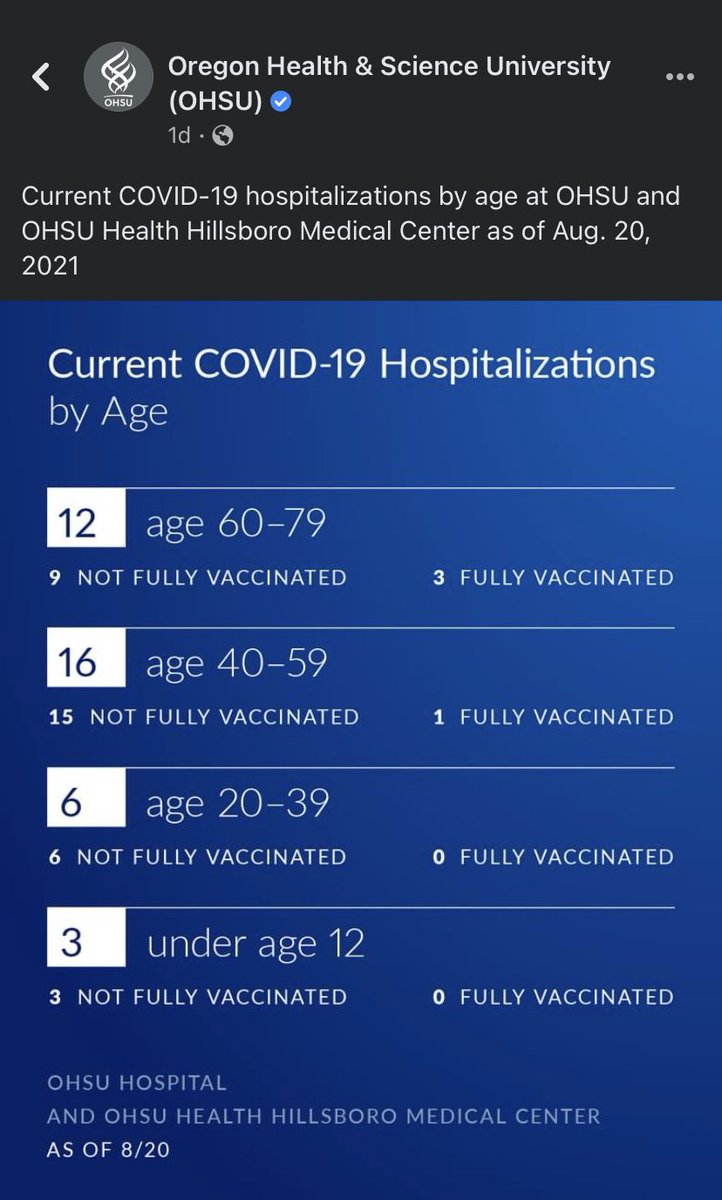 Oregon Health & Science University
(OHSU)
OHSU
1d ·
Current COVID-19 hospitalizations by age at OHSU and
OHSU Health Hillsboro Medical Center as of Aug. 20,
2021
Current COVID-19 Hospitalizations
by Age
12 age 60–79
9 NOT FULLY VACCINATED 3 FULLY VACCINATED
16 age 40–59
15 NOT FULLY VACCINATED 1 FULLY VACCINATED
6 age 20–39
6 NOT FULLY VACCINATED 0 FULLY VACCINATED
3 under age 12
3 NOT FULLY VACCINATED 0 FULLY VACCINATED
OHSU HOSPITAL
AND OHSU HEALTH HILLSBORO MEDICAL CENTER
AS OF 8/20